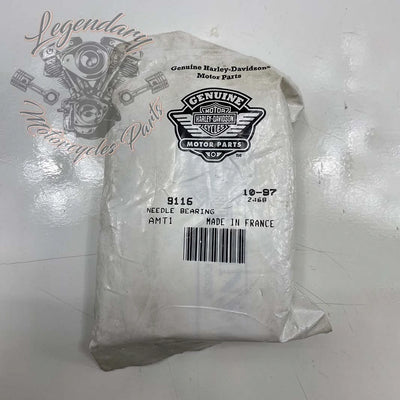 Legendary
Motorcycles Parts
Genuine Harley-Davidson®
Motor Parts
GENUINE
MOTOR
HARLEY-DAVIDSON
CYCLES
MOTOR PARTS
9116
10-97
2468
NEEDLE BEARING
AMTI MADE IN FRANCE